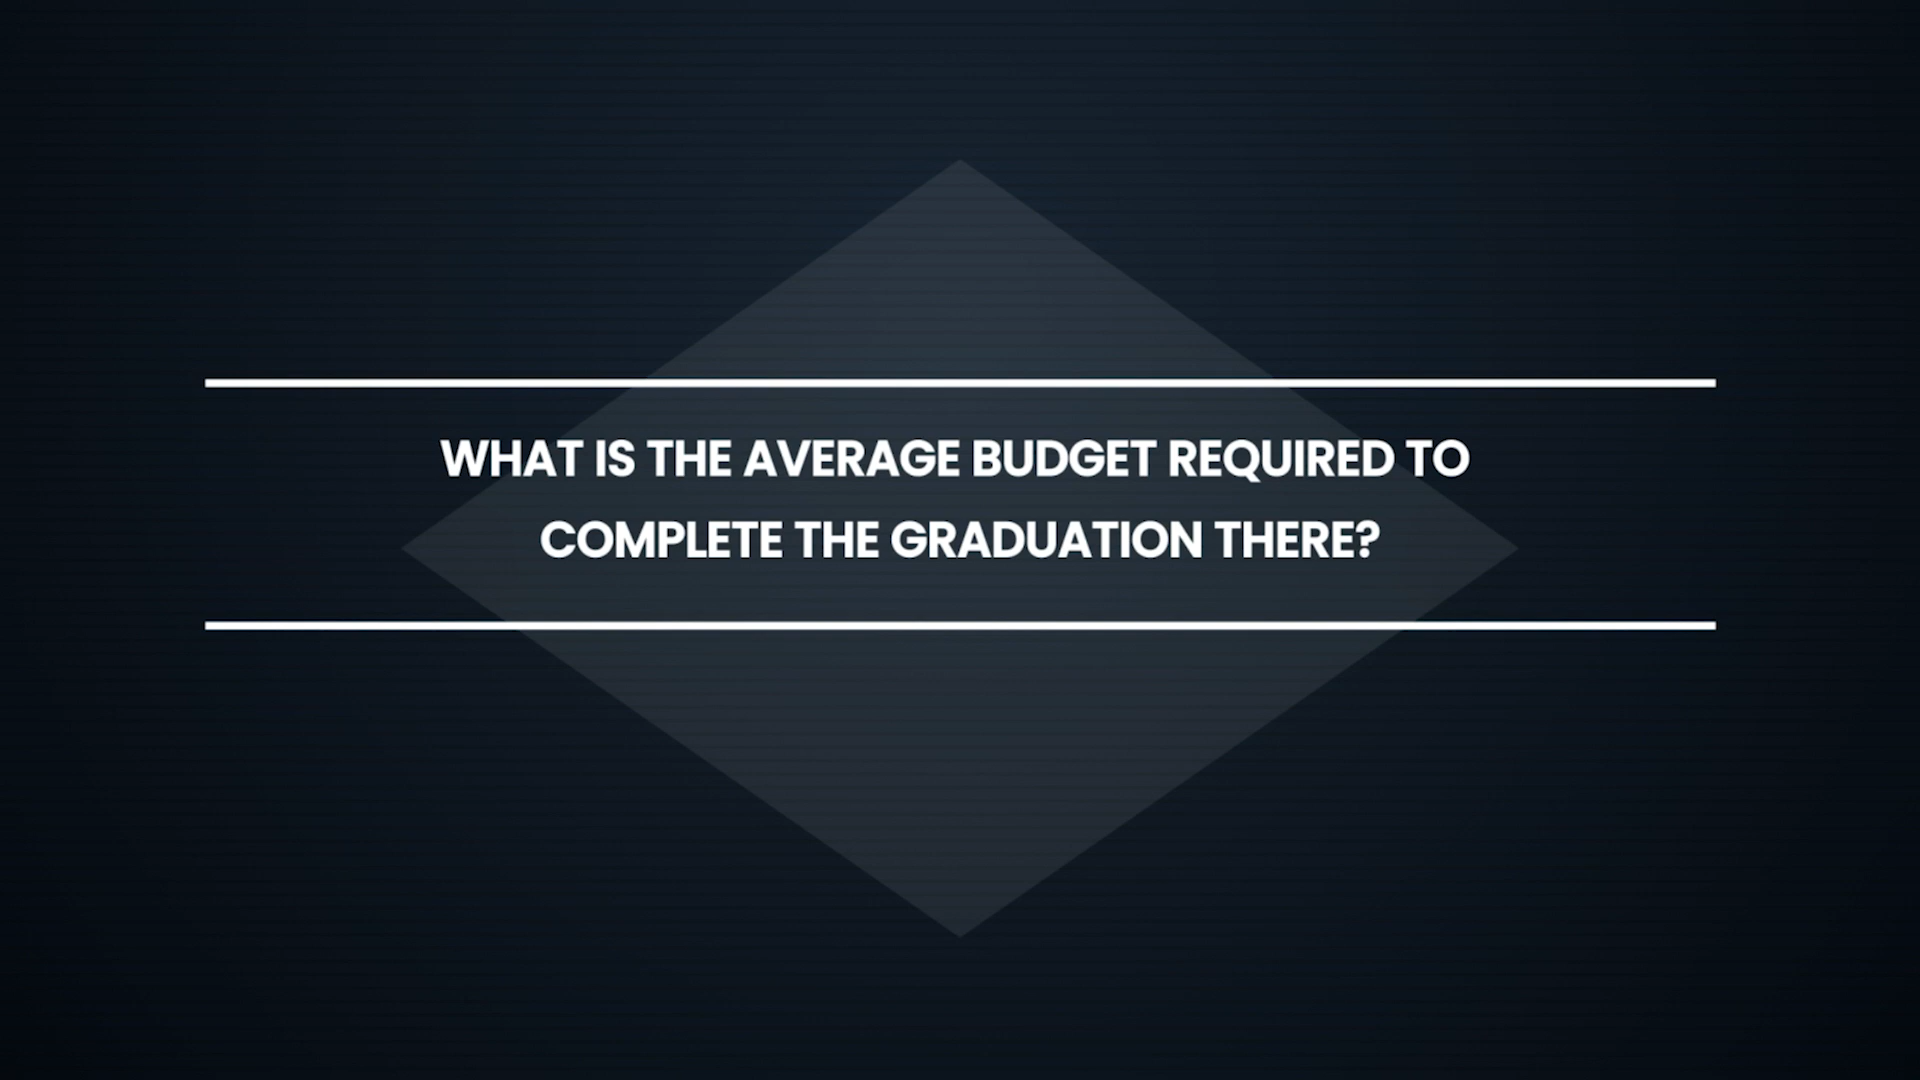 WHAT IS THE AVERAGE BUDGET REQUIRED TO
COMPLETE THE GRADUATION THERE?